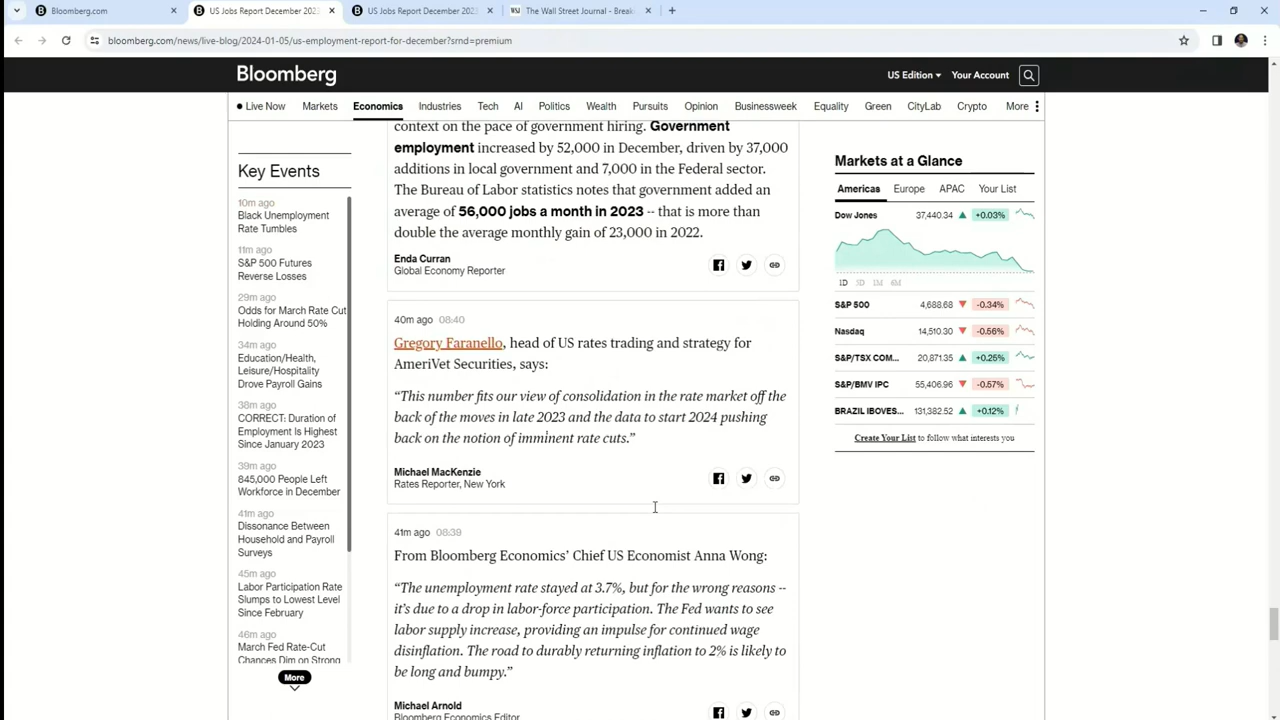 Bloomberg.com
US Jobs Report December 202
US Jobs Report December 202
The Wall Street Journal - Break
bloomberg.com/news/live-blog/2024-01-05/us-employment-report-for-december?srnd=premium
Bloomberg
US Edition
Your Account
Live Now
Markets
Economics
Industries
Tech
AI
Politics
Wealth
Pursuits
Opinion
Businessweek
Equality
Green
CityLab
Crypto
More
Key Events
10m ago
Black Unemployment
Rate Tumbles
11m ago
S&P 500 Futures
Reverse Losses
29m ago
Odds for March Rate Cut
Holding Around 50%
34m ago
Education/Health,
Leisure/Hospitality
Drove Payroll Gains
38m ago
CORRECT: Duration of
Employment Is Highest
Since January 2023
39m ago
845,000 People Left
Workforce in December
41m ago
Dissonance Between
Household and Payroll
Surveys
45m ago
Labor Participation Rate
Slumps to Lowest Level
Since February
46m ago
March Fed Rate-Cut
Chances Dim on Strong
More
context on the pace of government hiring. Government
employment increased by 52,000 in December, driven by 37,000
additions in local government and 7,000 in the Federal sector.
The Bureau of Labor statistics notes that government added an
average of 56,000 jobs a month in 2023 -- that is more than
double the average monthly gain of 23,000 in 2022.
Enda Curran
Global Economy Reporter
40m ago 08:40
Gregory Faranello, head of US rates trading and strategy for
AmeriVet Securities, says:
“This number fits our view of consolidation in the rate market off the
back of the moves in late 2023 and the data to start 2024 pushing
back on the notion of imminent rate cuts.”
Michael MacKenzie
Rates Reporter, New York
41m ago 08:39
From Bloomberg Economics’ Chief US Economist Anna Wong:
“The unemployment rate stayed at 3.7%, but for the wrong reasons --
it’s due to a drop in labor-force participation. The Fed wants to see
labor supply increase, providing an impulse for continued wage
disinflation. The road to durably returning inflation to 2% is likely to
be long and bumpy.”
Michael Arnold
Bloomberg Economics Editor
Markets at a Glance
Americas
Europe
APAC
Your List
Dow Jones 37,440.34 +0.03%
1D 5D 1M 6M
S&P 500 4,688.68 -0.34%
Nasdaq 14,510.30 -0.56%
S&P/TSX COM... 20,871.35 +0.25%
S&P/BMV IPC 55,406.96 -0.57%
BRAZIL IBOVES... 131,382.52 +0.12%
Create Your List to follow what interests you